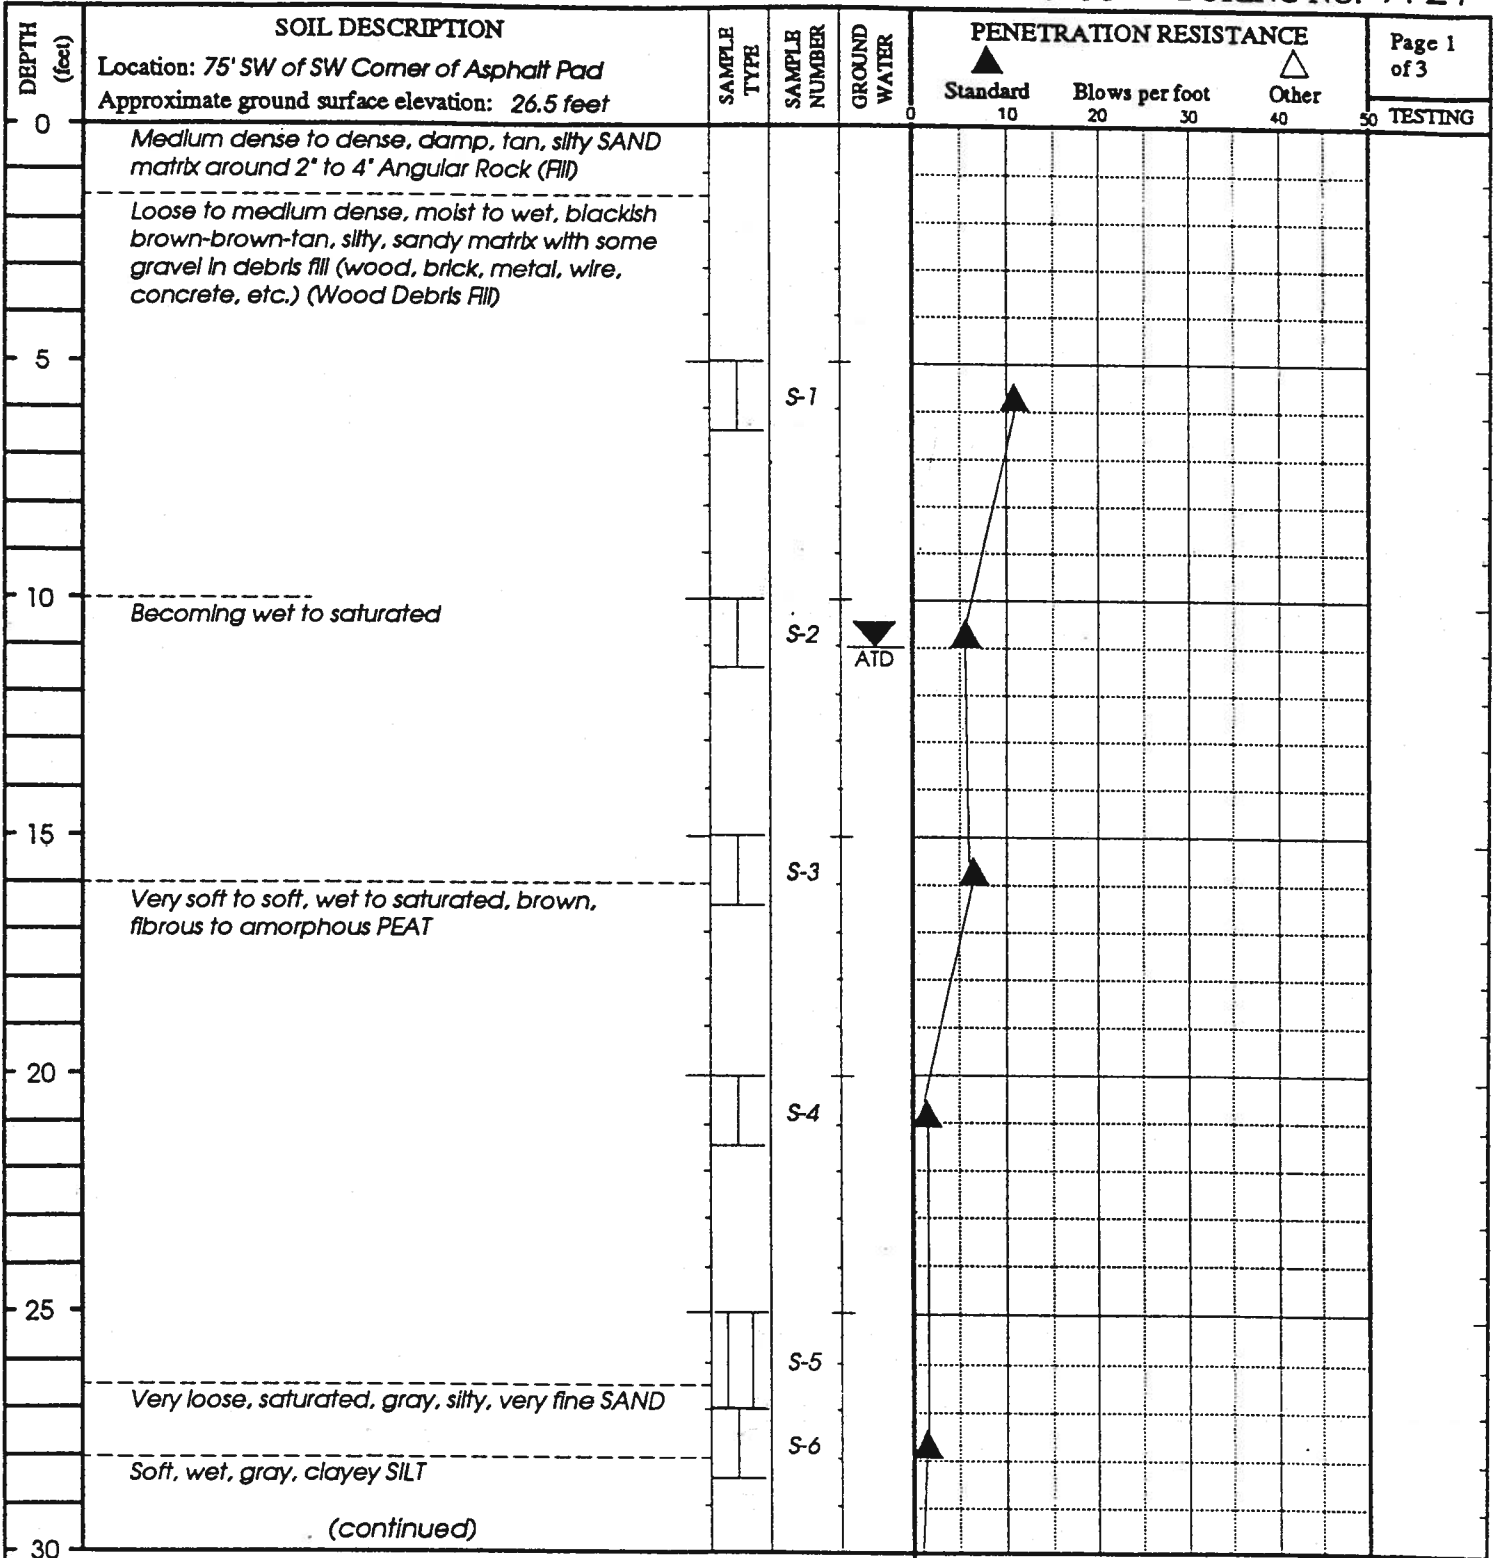 DEPTH (feet)
SOIL DESCRIPTION
Location: 75' SW of SW Corner of Asphalt Pad
Approximate ground surface elevation: 26.5 feet
SAMPLE TYPE
SAMPLE NUMBER
GROUND WATER
PENETRATION RESISTANCE
Standard Blows per foot Other
0 10 20 30 40 50
Page 1 of 3
TESTING
0
Medium dense to dense, damp, tan, silty SAND
matrix around 2" to 4" Angular Rock (Fill)
Loose to medium dense, moist to wet, blackish
brown-brown-tan, silty, sandy matrix with some
gravel in debris fill (wood, brick, metal, wire,
concrete, etc.) (Wood Debris Fill)
5
S-1
10
Becoming wet to saturated
S-2
ATD
15
S-3
Very soft to soft, wet to saturated, brown,
fibrous to amorphous PEAT
20
S-4
25
S-5
Very loose, saturated, gray, silty, very fine SAND
S-6
Soft, wet, gray, clayey SILT
(continued)
30